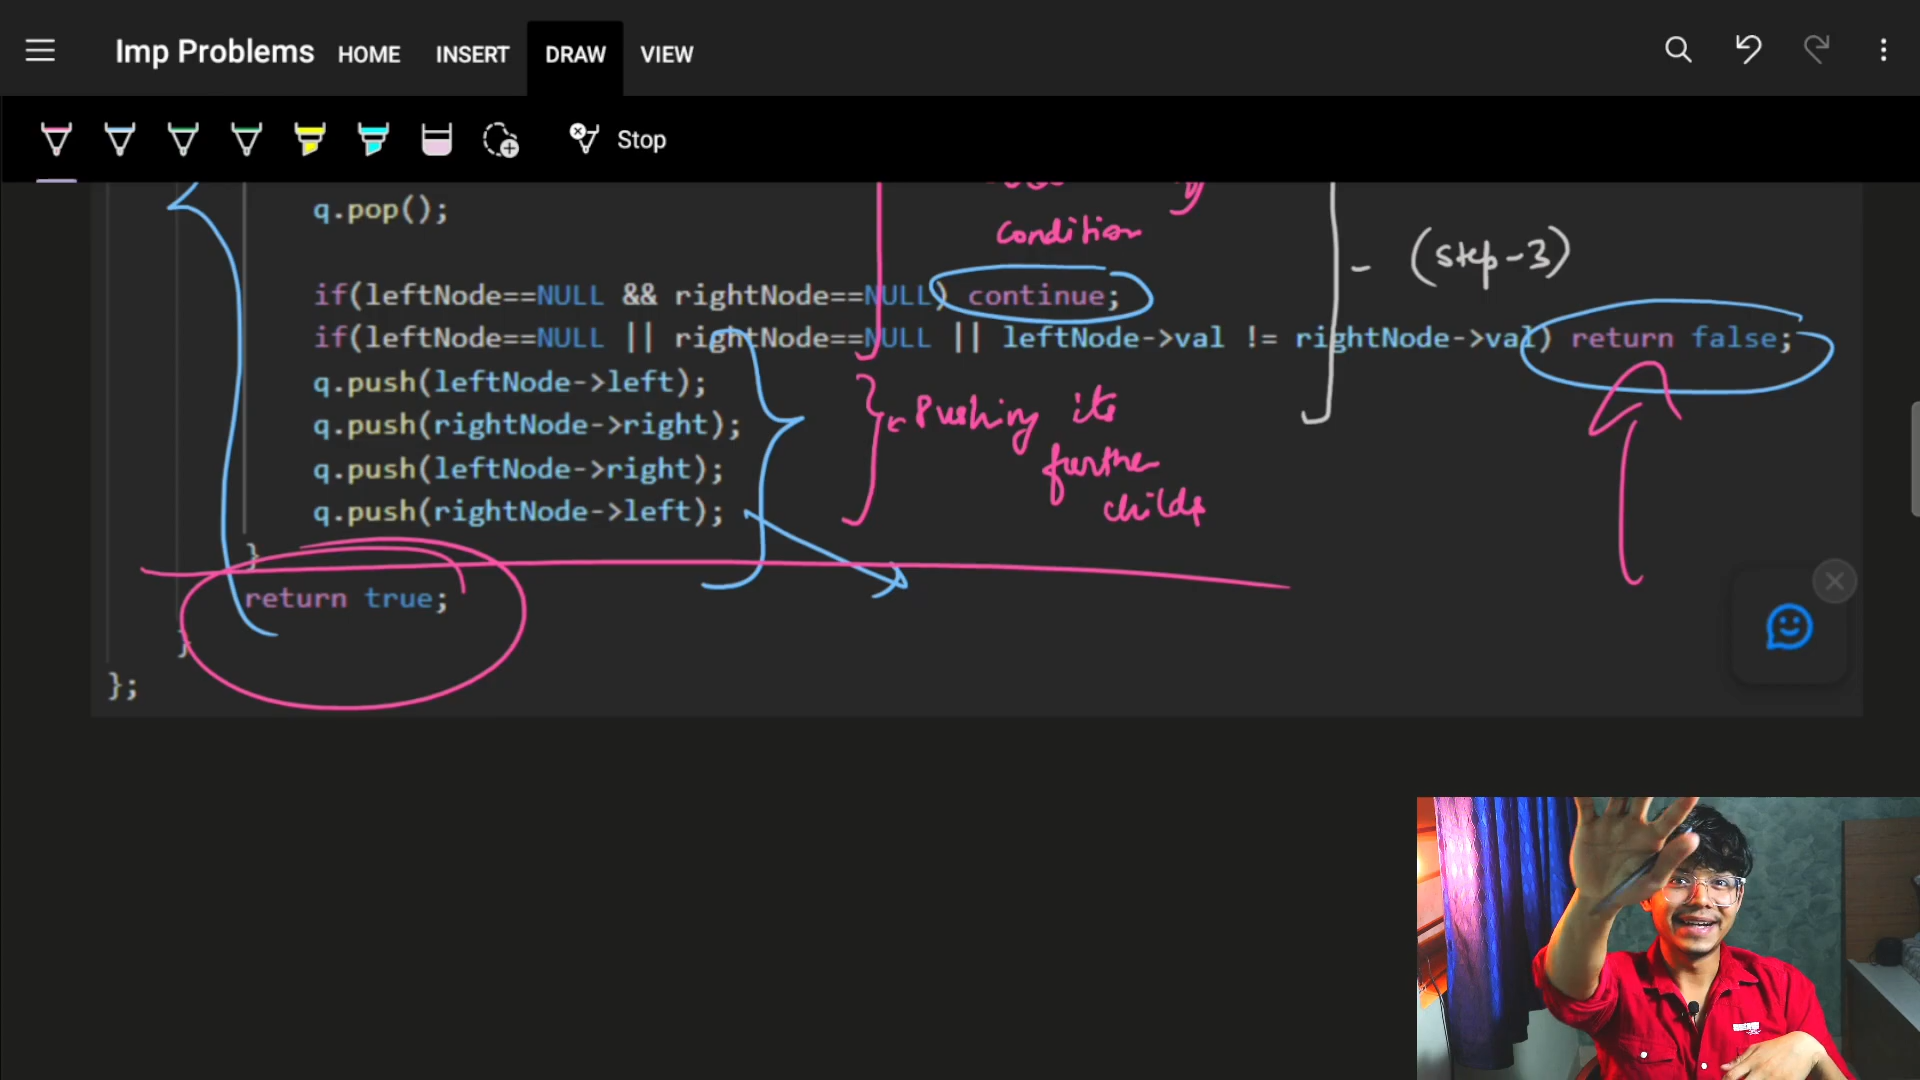 Imp Problems HOME INSERT DRAW VIEW
Stop
q.pop();
condition
(step-3)
if(leftNode==NULL && rightNode==NULL) continue;
if(leftNode==NULL || rightNode==NULL || leftNode->val != rightNode->val) return false;
q.push(leftNode->left);
q.push(rightNode->right);
q.push(leftNode->right);
q.push(rightNode->left);
Pushing its
further
childs
}
return true;
}
};